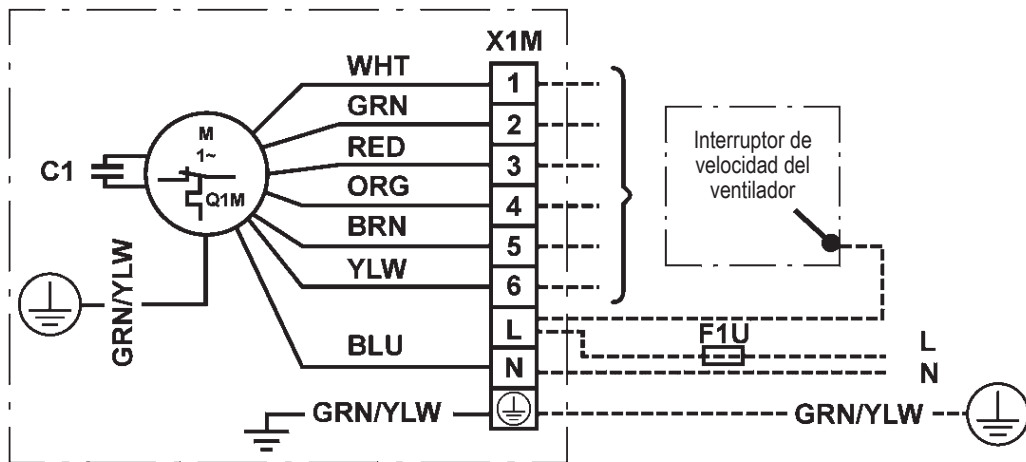 X1M
WHT
1
GRN
2
RED
3
ORG
4
BRN
5
YLW
6
BLU
L
N
GRN/YLW
C1
M
1~
Q1M
GRN/YLW
Interruptor de
velocidad del
ventilador
F1U
L
N
GRN/YLW